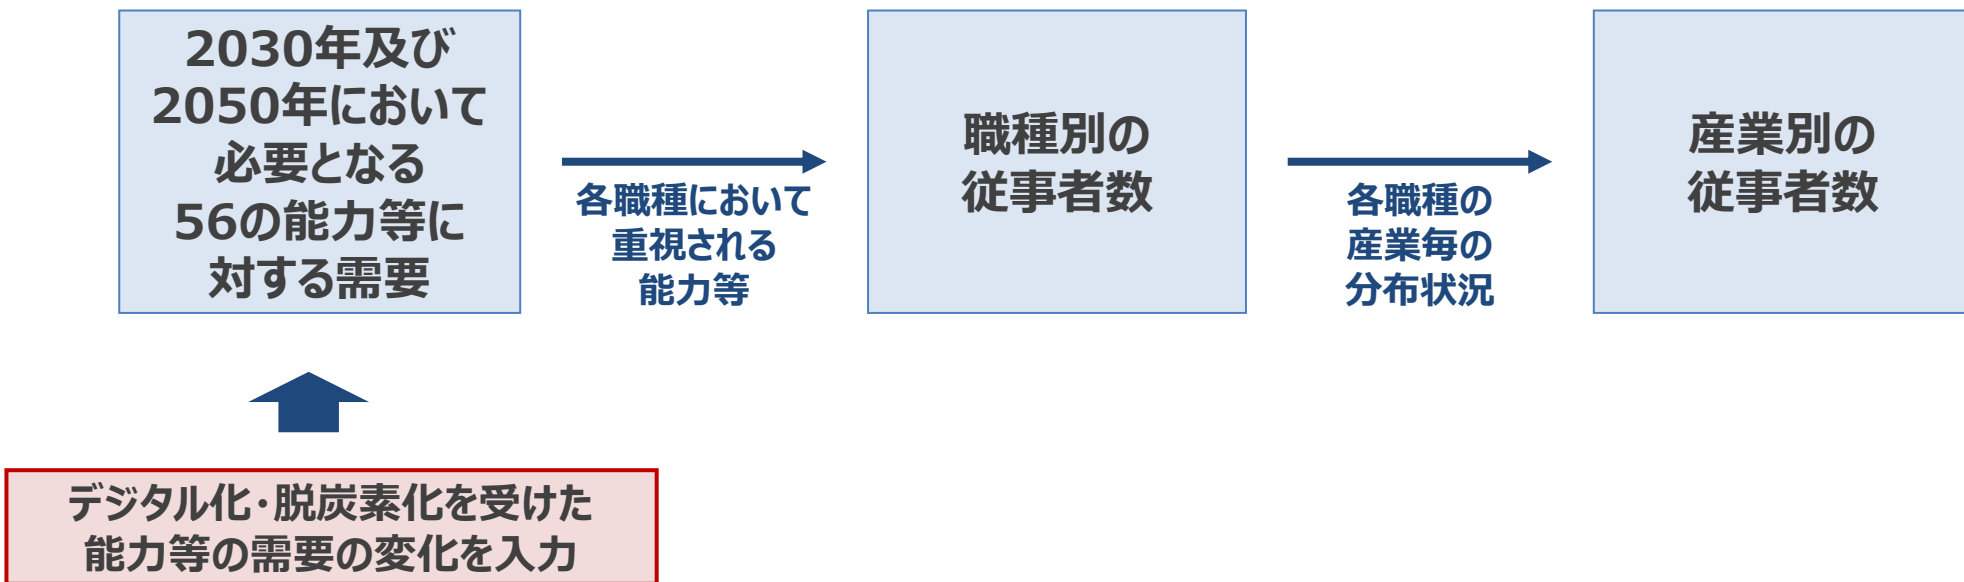 2030年及び
2050年において
必要となる
56の能力等に
対する需要
各職種において
重視される
能力等
職種別の
従事者数
各職種の
産業毎の
分布状況
産業別の
従事者数
デジタル化・脱炭素化を受けた
能力等の需要の変化を入力